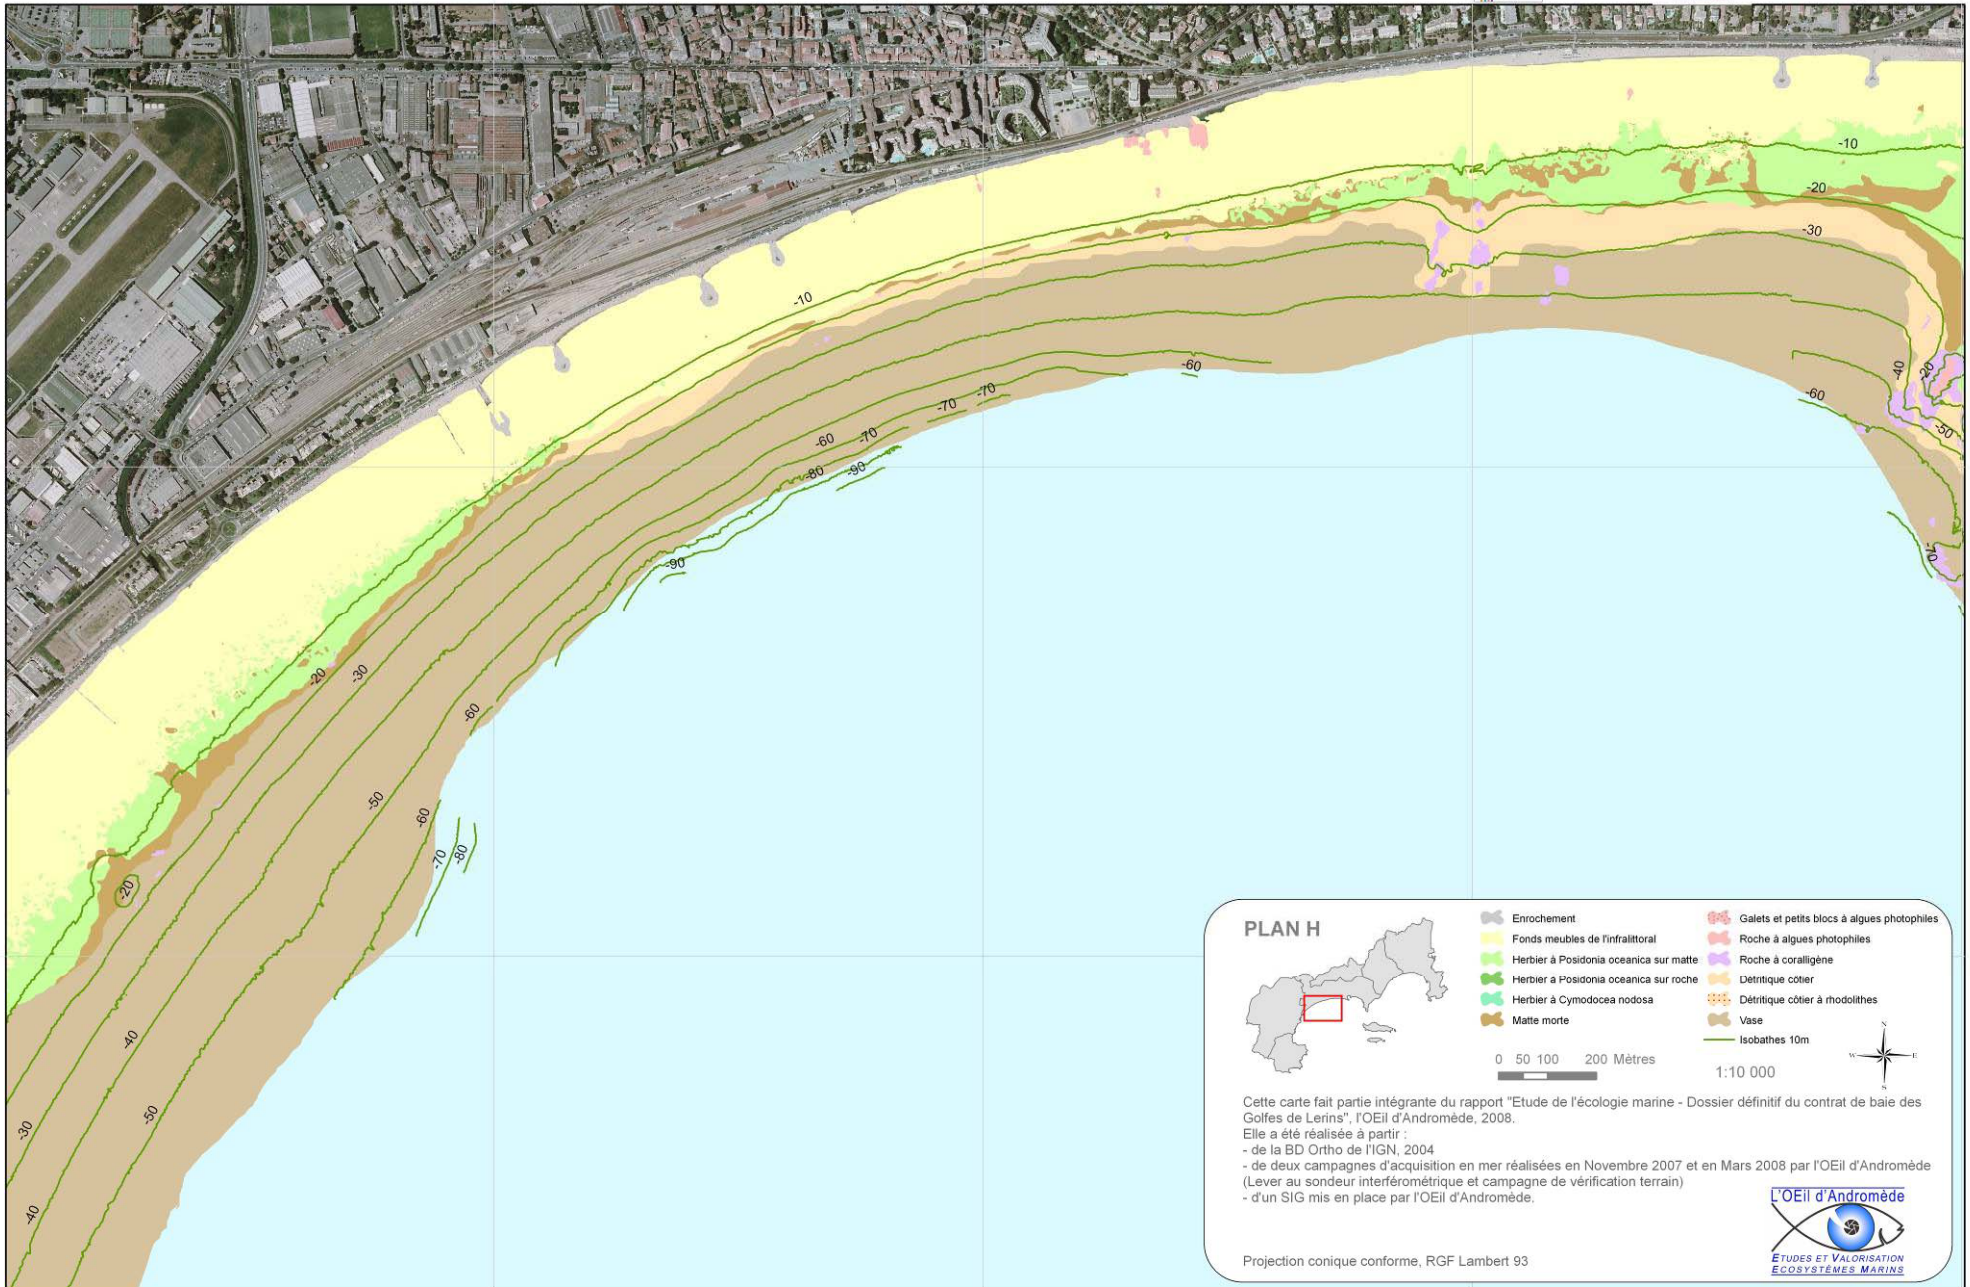 -10
-20
-30
-10
-60
-40
-20
-60
-50
-70
-70
-60
-70
-80
-90
-90
-70
-20
-30
-60
-50
-60
-70
-80
-20
-40
-50
-30
-40
PLAN H
Enrochement
Fonds meubles de l'infralittoral
Herbier à Posidonia oceanica sur matte
Herbier à Posidonia oceanica sur roche
Herbier à Cymodocea nodosa
Matte morte
Galets et petits blocs à algues photophiles
Roche à algues photophiles
Roche à coralligène
Détritique côtier
Détritique côtier à rhodolithes
Vase
Isobathes 10m
0 50 100 200 Mètres
1:10 000
N
W E
S
Cette carte fait partie intégrante du rapport "Etude de l'écologie marine - Dossier définitif du contrat de baie des
Golfes de Lerins", l'OEil d'Andromède, 2008.
Elle a été réalisée à partir :
- de la BD Ortho de l'IGN, 2004
- de deux campagnes d'acquisition en mer réalisées en Novembre 2007 et en Mars 2008 par l'OEil d'Andromède
(Lever au sondeur interférométrique et campagne de vérification terrain)
- d'un SIG mis en place par l'OEil d'Andromède.
Projection conique conforme, RGF Lambert 93
L'OEil d'Andromède
ETUDES ET VALORISATION
ECOSYSTÈMES MARINS